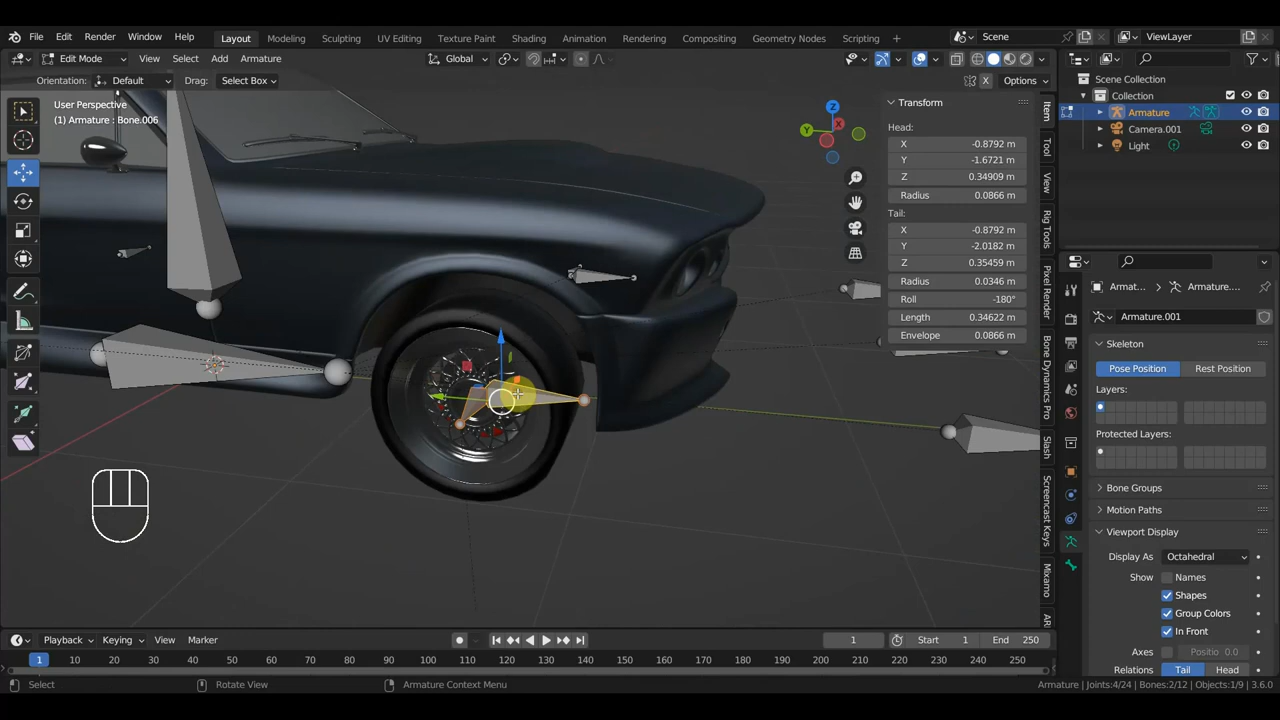 File Edit Render Window Help Layout Modeling Sculpting UV Editing Texture Paint Shading Animation Rendering Compositing Geometry Nodes Scripting + Scene ViewLayer
Edit Mode View Select Add Armature Global
Orientation: Default Drag: Select Box X Options
Scene Collection
Collection
Armature
Camera.001
Light
User Perspective
(1) Armature : Bone.006
Z
X
Y
Transform
Head:
X -0.8792 m
Y -1.6721 m
Z 0.34909 m
Radius 0.0866 m
Tail:
X -0.8792 m
Y -2.0182 m
Z 0.35459 m
Radius 0.0346 m
Roll -180°
Length 0.34622 m
Envelope 0.0866 m
Item
Tool
View
Rig Tools
Pixel Render
Bone Dynamics Pro
Slash
Screencast Keys
Mixamo
AR
Armat... Armature....
Armature.001
Skeleton
Pose Position Rest Position
Layers:
Protected Layers:
Bone Groups
Motion Paths
Viewport Display
Display As Octahedral
Show Names
Shapes
Group Colors
In Front
Axes Positio 0.0
Relations Tail Head
Playback Keying View Marker 1 Start 1 End 250
1 10 20 30 40 50 60 70 80 90 100 110 120 130 140 150 160 170 180 190 200 210 220 230 240 250
Select Rotate View Armature Context Menu Armature | Joints:4/24 | Bones:2/12 | Objects:1/9 | 3.6.0